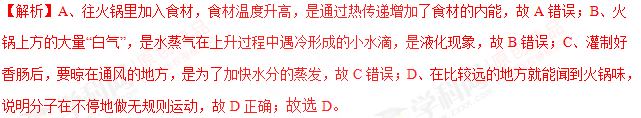 【解析】A、往火锅里加入食材，食材温度升高，是通过热传递增加了食材的内能，故 A 错误；B、火
锅上方的大量“白气”，是水蒸气在上升过程中遇冷形成的小水滴，是液化现象，故 B 错误；C、灌制好
香肠后，要晾在通风的地方，是为了加快水分的蒸发，故 C 错误；D、在比较远的地方就能闻到火锅味，
说明分子在不停地做无规则运动，故 D 正确；故选 D。